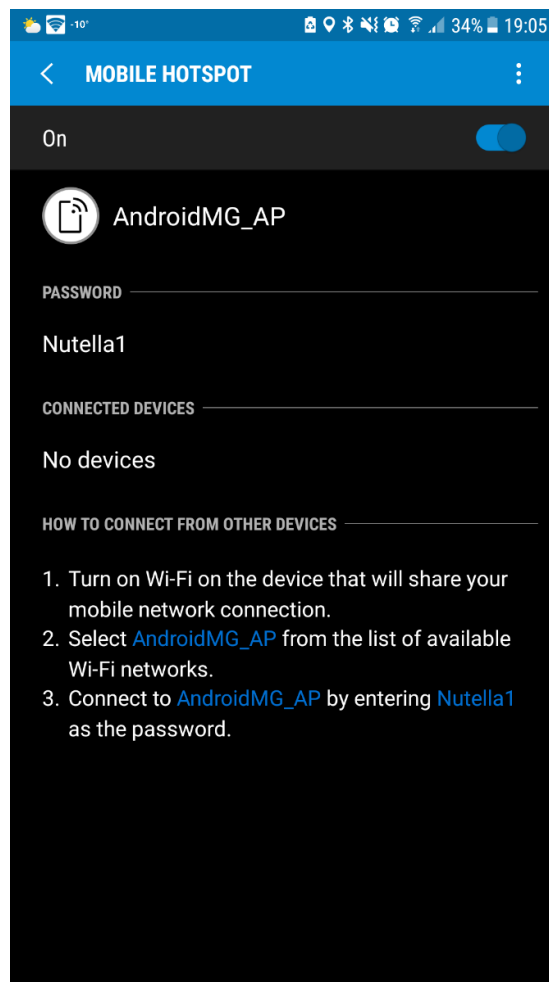 -10° 34% 19:05
MOBILE HOTSPOT
On
AndroidMG_AP
PASSWORD
Nutella1
CONNECTED DEVICES
No devices
HOW TO CONNECT FROM OTHER DEVICES
1. Turn on Wi-Fi on the device that will share your
mobile network connection.
2. Select AndroidMG_AP from the list of available
Wi-Fi networks.
3. Connect to AndroidMG_AP by entering Nutella1
as the password.